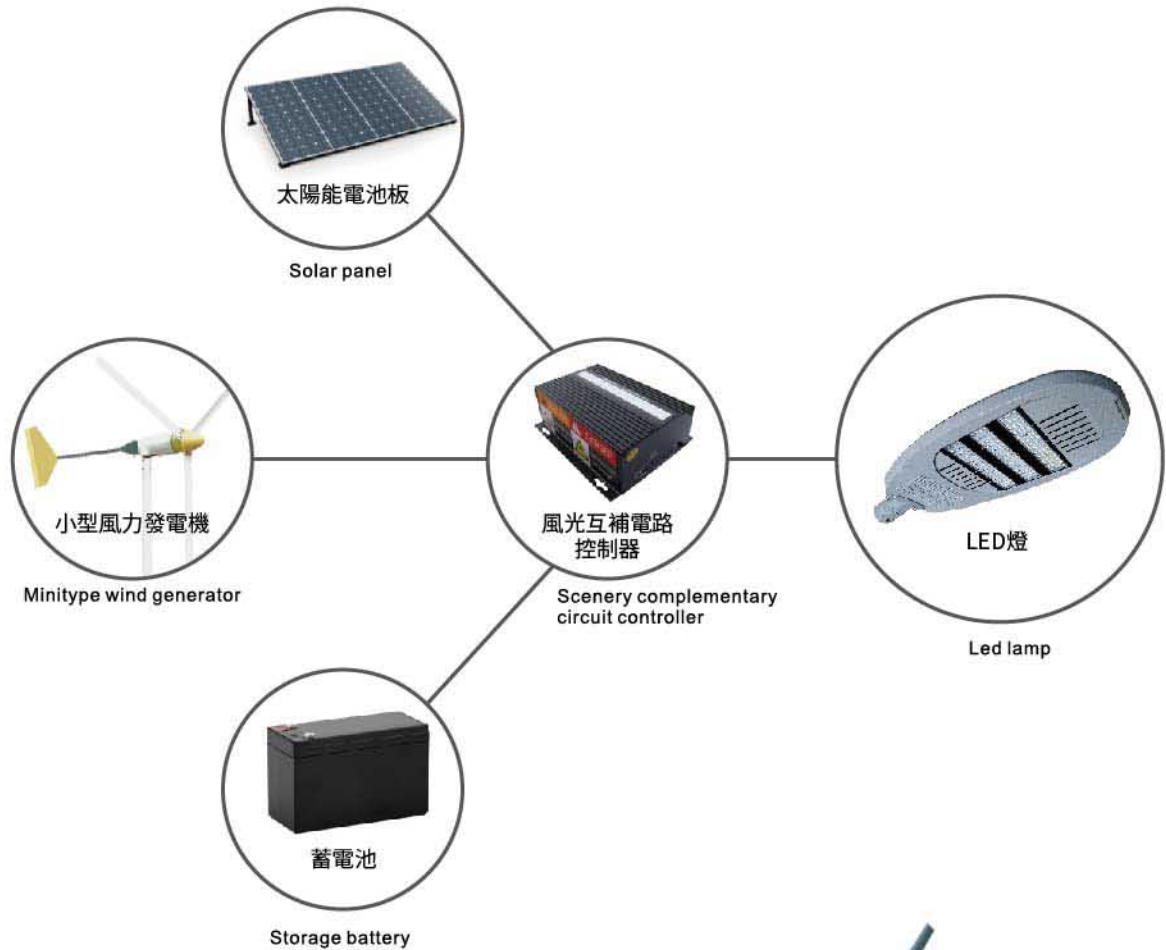 太陽能電池板
Solar panel
小型風力發電機
Minitype wind generator
風光互補電路
控制器
Scenery complementary
circuit controller
LED燈
Led lamp
蓄電池
Storage battery